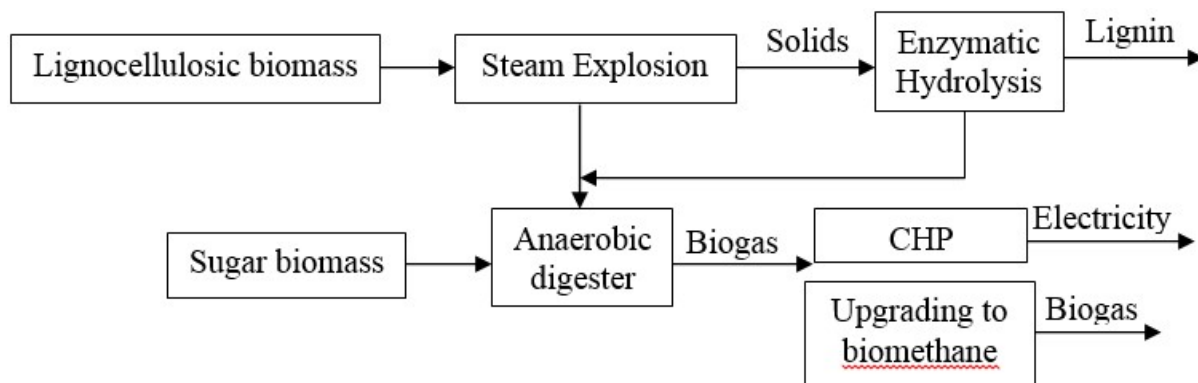 Lignocellulosic biomass
Steam Explosion
Solids
Enzymatic
Hydrolysis
Lignin
Sugar biomass
Anaerobic
digester
Biogas
CHP
Electricity
Upgrading to
biomethane
Biogas